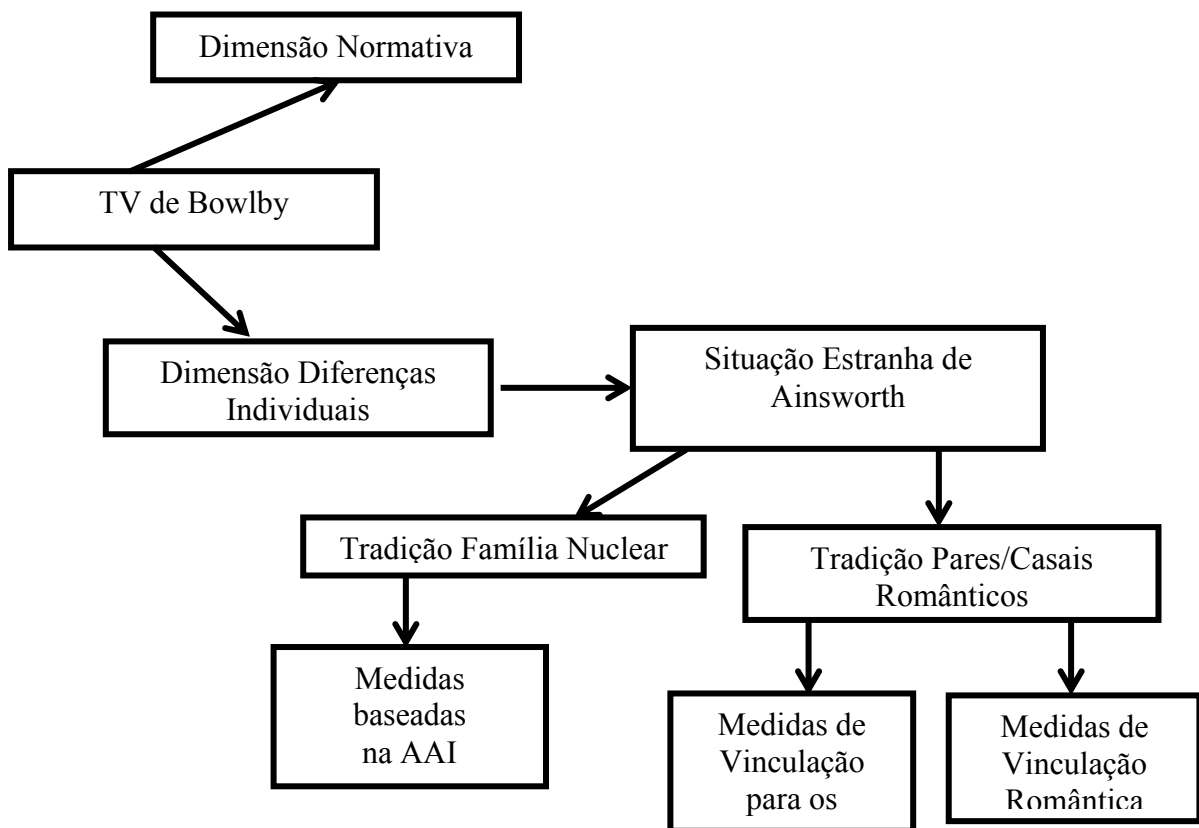 Dimensão Normativa
TV de Bowlby
Dimensão Diferenças
Individuais
Situação Estranha de
Ainsworth
Tradição Família Nuclear
Tradição Pares/Casais
Românticos
Medidas
baseadas
na AAI
Medidas de
Vinculação
para os
Medidas de
Vinculação
Romântica